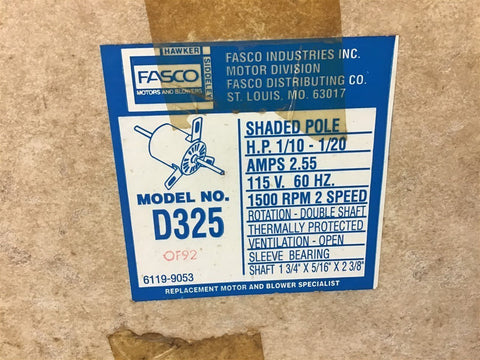 HAWKER
SIDDELEY
FASCO
MOTORS AND BLOWERS
FASCO INDUSTRIES INC.
MOTOR DIVISION
FASCO DISTRIBUTING CO.
ST. LOUIS, MO. 63017
MODEL NO.
D325
OF92
6119-9053
SHADED POLE
H.P. 1/10 - 1/20
AMPS 2.55
115 V. 60 HZ.
1500 RPM 2 SPEED
ROTATION - DOUBLE SHAFT
THERMALLY PROTECTED
VENTILATION - OPEN
SLEEVE BEARING
SHAFT 1 3/4" X 5/16" X 2 3/8"
REPLACEMENT MOTOR AND BLOWER SPECIALIST